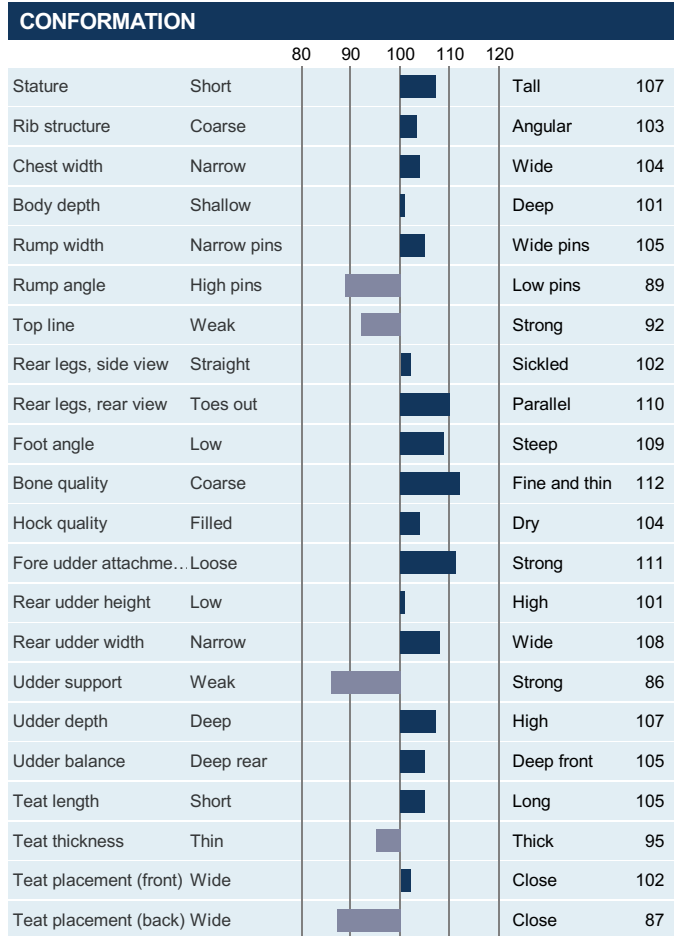 CONFORMATION
80 90 100 110 120
Stature Short Tall 107
Rib structure Coarse Angular 103
Chest width Narrow Wide 104
Body depth Shallow Deep 101
Rump width Narrow pins Wide pins 105
Rump angle High pins Low pins 89
Top line Weak Strong 92
Rear legs, side view Straight Sickled 102
Rear legs, rear view Toes out Parallel 110
Foot angle Low Steep 109
Bone quality Coarse Fine and thin 112
Hock quality Filled Dry 104
Fore udder attachme... Loose Strong 111
Rear udder height Low High 101
Rear udder width Narrow Wide 108
Udder support Weak Strong 86
Udder depth Deep High 107
Udder balance Deep rear Deep front 105
Teat length Short Long 105
Teat thickness Thin Thick 95
Teat placement (front) Wide Close 102
Teat placement (back) Wide Close 87